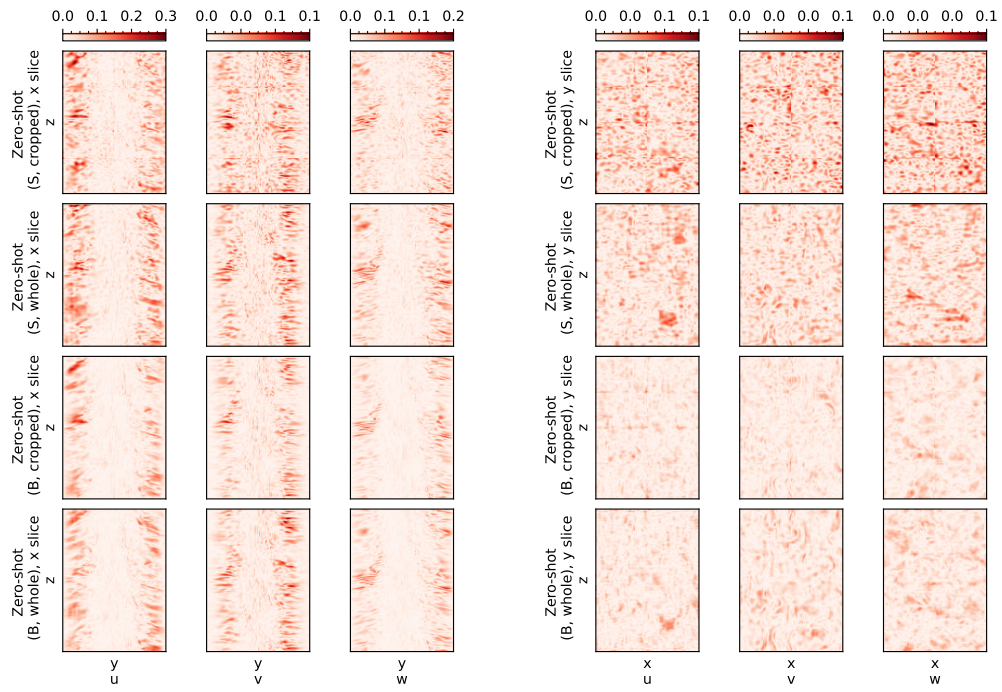 0.0 0.1 0.2 0.3 0.0 0.0 0.1 0.1 0.0 0.1 0.1 0.2 0.0 0.0 0.1 0.1 0.0 0.0 0.0 0.1 0.0 0.0 0.1 0.1
Zero-shot
(S, cropped), x slice
z
Zero-shot
(S, cropped), y slice
z
Zero-shot
(S, whole), x slice
z
Zero-shot
(S, whole), y slice
z
Zero-shot
(B, cropped), x slice
z
Zero-shot
(B, cropped), y slice
z
Zero-shot
(B, whole), x slice
z
Zero-shot
(B, whole), y slice
z
y y y x x x
u v w u v w